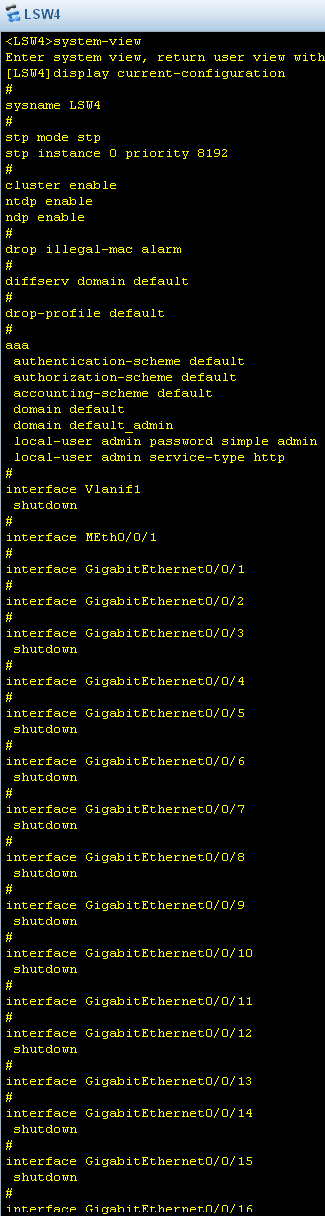 LSW4
<LSW4>system-view
Enter system view, return user view with
[LSW4]display current-configuration
#
sysname LSW4
#
stp mode stp
stp instance 0 priority 8192
#
cluster enable
ntdp enable
ndp enable
#
drop illegal-mac alarm
#
diffserv domain default
#
drop-profile default
#
aaa
 authentication-scheme default
 authorization-scheme default
 accounting-scheme default
 domain default
 domain default_admin
 local-user admin password simple admin
 local-user admin service-type http
#
interface Vlanif1
 shutdown
#
interface MEth0/0/1
#
interface GigabitEthernet0/0/1
#
interface GigabitEthernet0/0/2
#
interface GigabitEthernet0/0/3
 shutdown
#
interface GigabitEthernet0/0/4
#
interface GigabitEthernet0/0/5
 shutdown
#
interface GigabitEthernet0/0/6
 shutdown
#
interface GigabitEthernet0/0/7
 shutdown
#
interface GigabitEthernet0/0/8
 shutdown
#
interface GigabitEthernet0/0/9
 shutdown
#
interface GigabitEthernet0/0/10
 shutdown
#
interface GigabitEthernet0/0/11
#
interface GigabitEthernet0/0/12
 shutdown
#
interface GigabitEthernet0/0/13
#
interface GigabitEthernet0/0/14
 shutdown
#
interface GigabitEthernet0/0/15
 shutdown
#
interface GigabitEthernet0/0/16